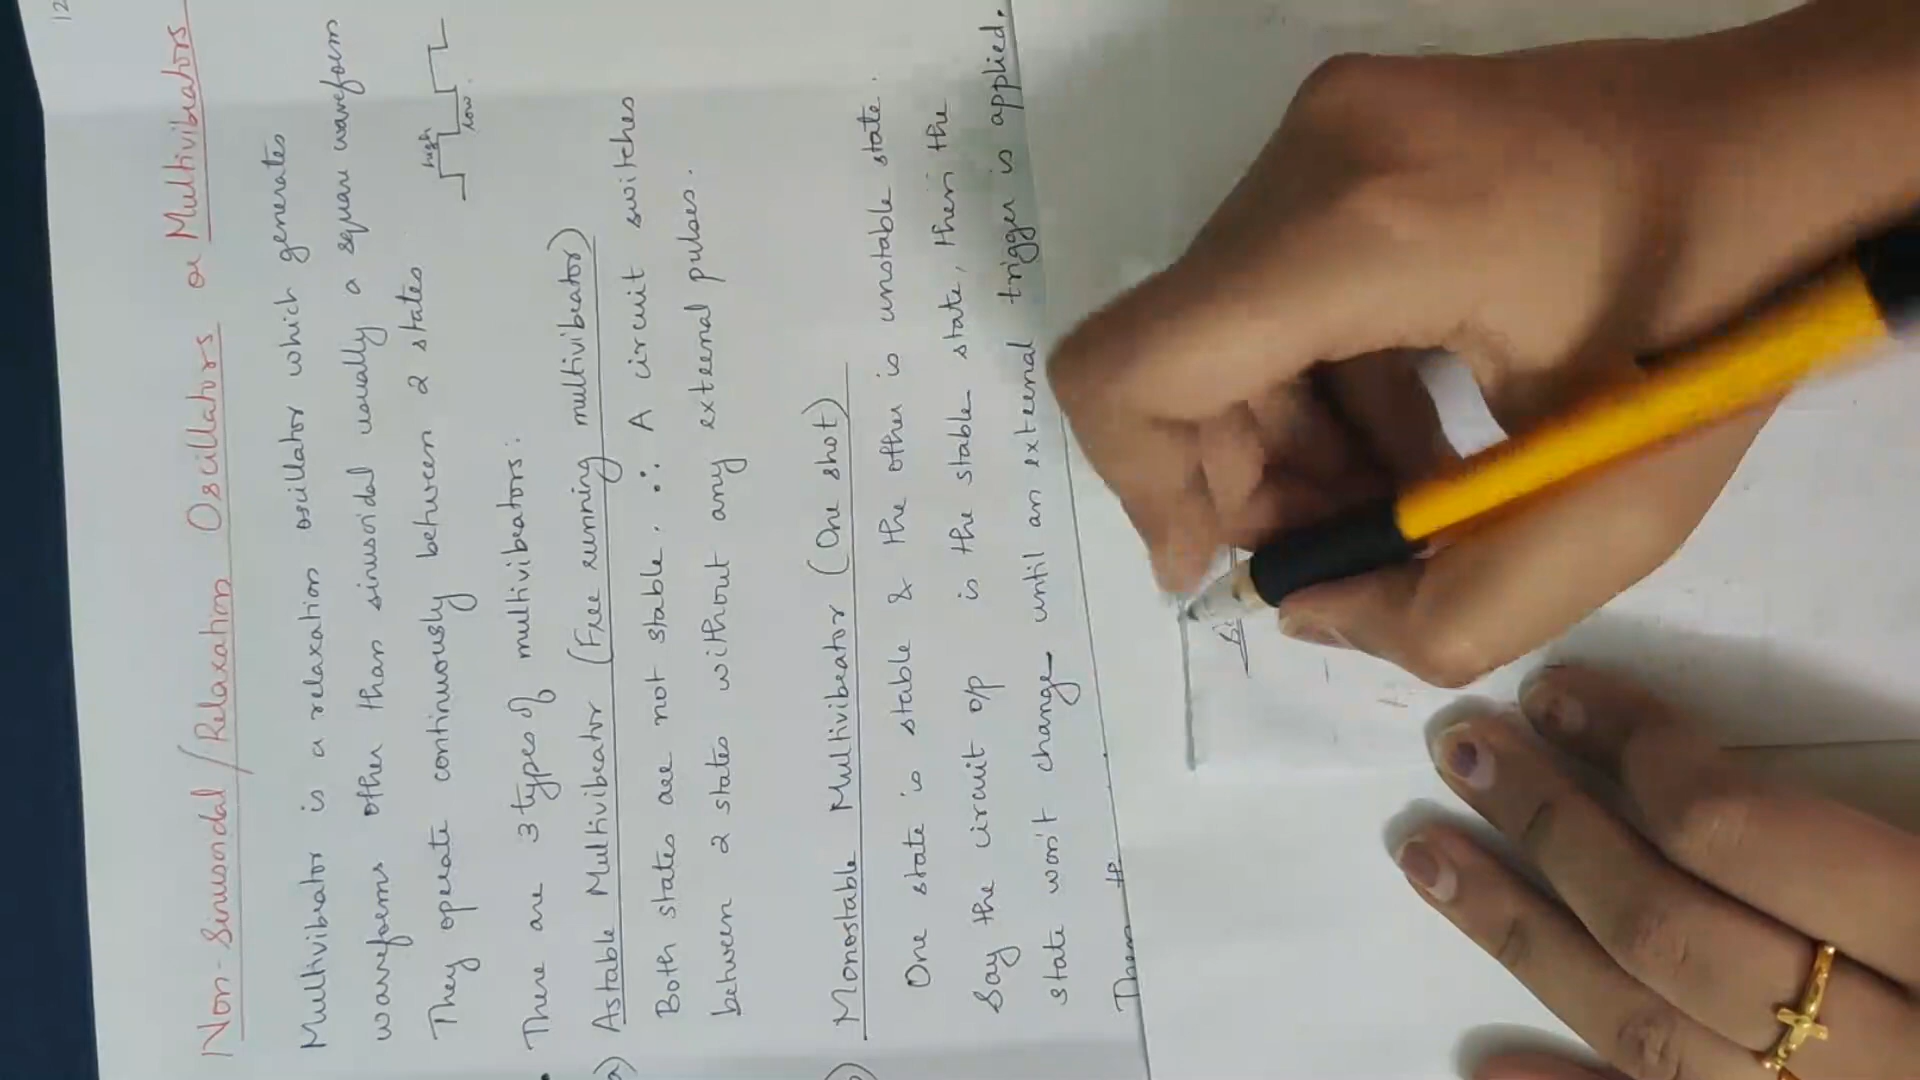 12
Non-Sinusoidal/Relaxation Oscillators or Multivibrators
Multivibrator is a relaxation oscillator which generates
waveforms other than sinusoidal usually a square waveform
They operate continuously between 2 states
high
low.
• There are 3 types of multivibrators:
a) Astable Multivibrator (Free running multivibrator)
Both states are not stable. ∴ A circuit switches
between 2 states without any external pulses.
b) Monostable Multivibrator (One shot)
One state is stable & the other is unstable state.
Say the circuit o/p is the stable state, then the
state won't change until an external trigger is applied.